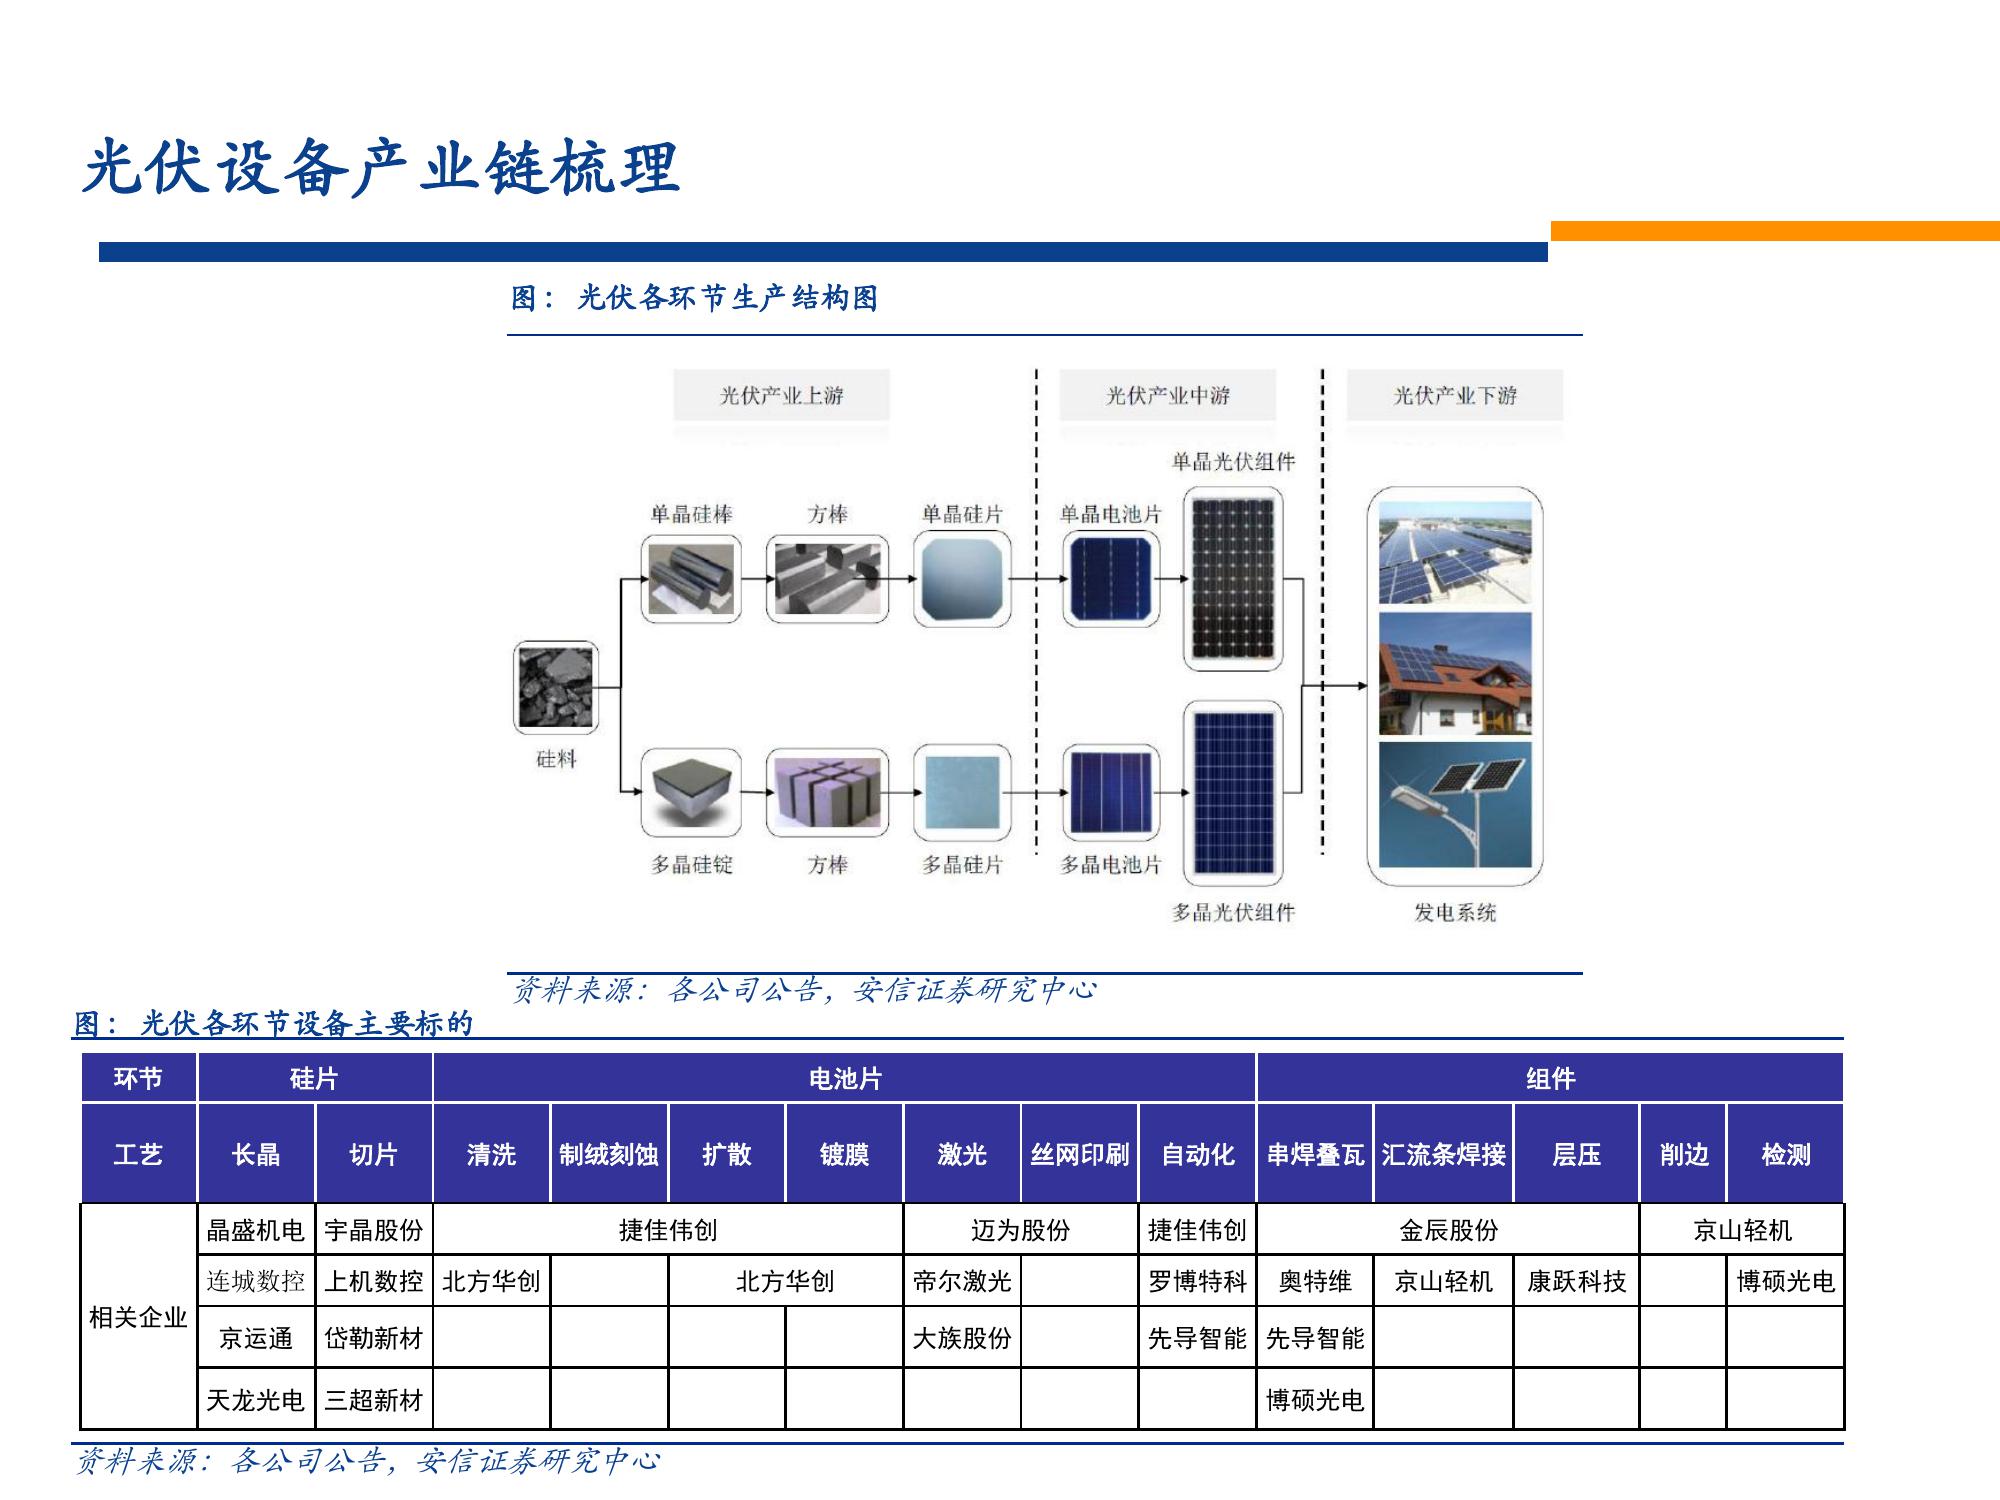 光伏设备产业链梳理
图： 光伏各环节生产结构图
光伏产业上游 光伏产业中游 光伏产业下游
单晶光伏组件
单晶硅棒 方棒 单晶硅片 单晶电池片
硅料
多晶硅锭 方棒 多晶硅片 多晶电池片
多晶光伏组件 发电系统
资料来源：各公司公告，安信证券研究中心
图： 光伏各环节设备主要标的
环节 硅片 电池片 组件
工艺 长晶 切片 清洗 制绒刻蚀 扩散 镀膜 激光 丝网印刷 自动化 串焊叠瓦 汇流条焊接 层压 削边 检测
晶盛机电 宇晶股份 捷佳伟创 迈为股份 捷佳伟创 金辰股份 京山轻机
连城数控 上机数控 北方华创 北方华创 帝尔激光 罗博特科 奥特维 京山轻机 康跃科技 博硕光电
相关企业
京运通 岱勒新材 大族股份 先导智能 先导智能
天龙光电 三超新材 博硕光电
资料来源：各公司公告，安信证券研究中心